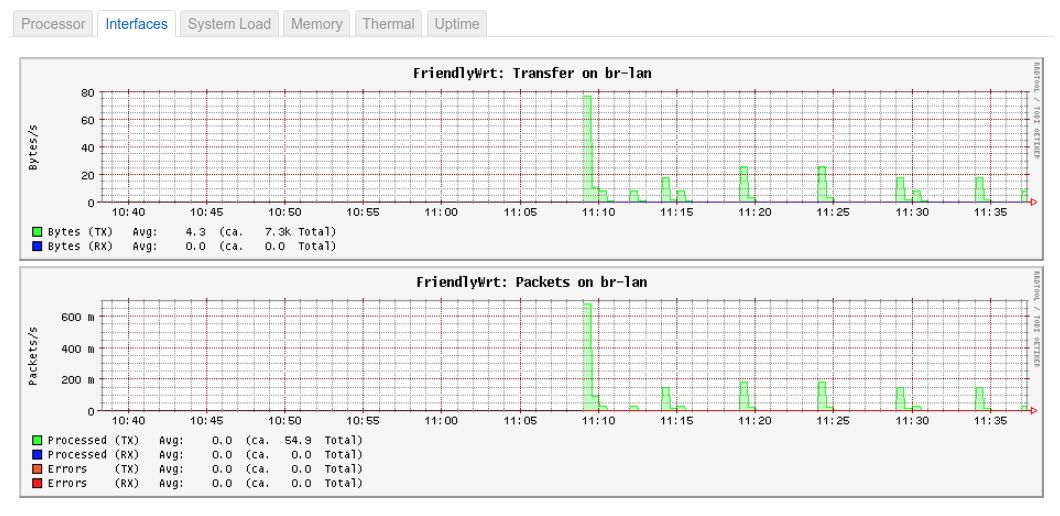 Processor Interfaces System Load Memory Thermal Uptime
FriendlyWrt: Transfer on br-lan
RRDTOOL / TOBI OETIKER
Bytes/s
80
60
40
20
0
10:40 10:45 10:50 10:55 11:00 11:05 11:10 11:15 11:20 11:25 11:30 11:35
Bytes (TX) Avg: 4.3 (ca. 7.3k Total)
Bytes (RX) Avg: 0.0 (ca. 0.0 Total)
FriendlyWrt: Packets on br-lan
RRDTOOL / TOBI OETIKER
Packets/s
600 m
400 m
200 m
0
10:40 10:45 10:50 10:55 11:00 11:05 11:10 11:15 11:20 11:25 11:30 11:35
Processed (TX) Avg: 0.0 (ca. 54.9 Total)
Processed (RX) Avg: 0.0 (ca. 0.0 Total)
Errors (TX) Avg: 0.0 (ca. 0.0 Total)
Errors (RX) Avg: 0.0 (ca. 0.0 Total)